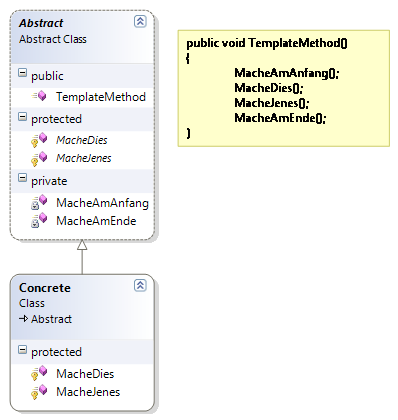 Abstract
Abstract Class
public
TemplateMethod
protected
MacheDies
MacheJenes
private
MacheAmAnfang
MacheAmEnde
public void TemplateMethod()
{
MacheAmAnfang();
MacheDies();
MacheJenes();
MacheAmEnde();
}
Concrete
Class
Abstract
protected
MacheDies
MacheJenes